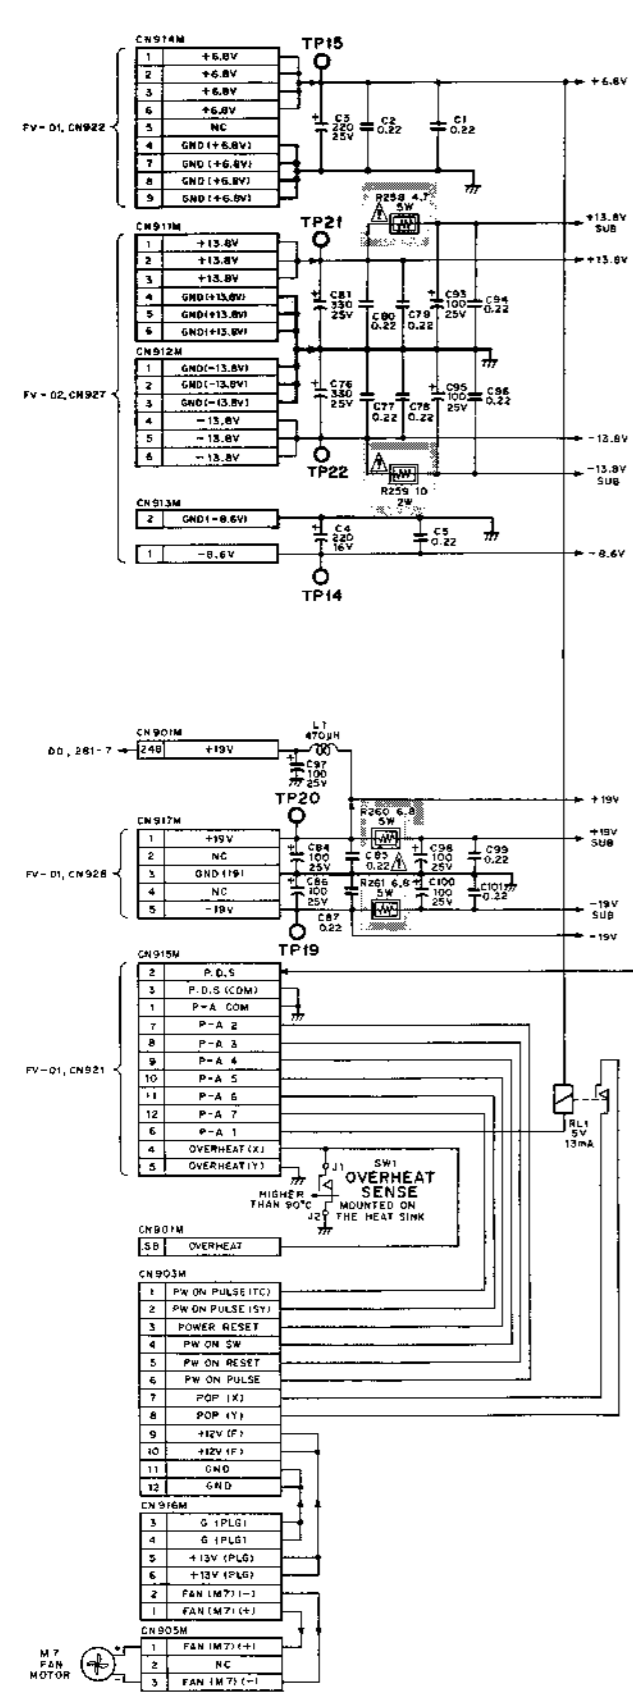 CN914M
TP15
1 +6.8V
2 +6.8V
3 +6.8V
6 +6.8V
5 NC
4 GND(+6.8V)
7 GND(+6.8V)
8 GND(+6.8V)
9 GND(+6.8V)
FV-01, CN922
+6.8V
C3 220 25V
C2 0.22
C1 0.22
R258 4.7 5W
+13.8V SUB
CN911M
TP21
1 +13.8V
2 +13.8V
3 +13.8V
4 GND(+13.8V)
5 GND(+13.8V)
6 GND(+13.8V)
+13.8V
C81 330 25V
C80 0.22
C79 0.22
C93 100 25V
C94 0.22
CN912M
1 GND(-13.8V)
2 GND(-13.8V)
3 GND(-13.8V)
4 -13.8V
5 -13.8V
6 -13.8V
FV-02, CN927
C76 330 25V
C77 0.22
C78 0.22
C95 100 25V
C96 0.22
-13.8V
TP22
-13.8V SUB
R259 10 2W
CN913M
2 GND(-8.6V)
1 -8.6V
C4 220 16V
C5 0.22
-8.6V
TP14
CN901M
DD, 281-7
24B +19V
L7 470μH
C97 100 25V
+19V
TP20
R260 6.8 5W
+19V SUB
CN917M
1 +19V
2 NC
3 GND(19)
4 NC
5 -19V
FV-01, CN926
C84 100 25V
C85 0.22
C98 100 25V
C99 0.22
C86 100 25V
R261 6.8 5W
C100 100 25V
C101 0.22
C87 0.22
-19V SUB
-19V
TP19
CN915M
2 P.D.S
3 P.D.S (COM)
1 P-A COM
7 P-A 2
8 P-A 3
9 P-A 4
10 P-A 5
11 P-A 6
12 P-A 7
6 P-A 1
4 OVERHEAT(X)
5 OVERHEAT(Y)
FV-01, CN921
RL1 5V 13mA
J1
SW1
OVERHEAT
SENSE
MOUNTED ON
THE HEAT SINK
HIGHER
THAN 90°C
J2
CN901M
5B OVERHEAT
CN903M
1 PW ON PULSE(TC)
2 PW ON PULSE(SY)
3 POWER RESET
4 PW ON SW
5 PW ON RESET
6 PW ON PULSE
7 POP (X)
8 POP (Y)
9 +12V (F)
10 +12V (F)
11 GND
12 GND
CN916M
3 G (PLG)
4 G (PLG)
5 +13V (PLG)
6 +13V (PLG)
2 FAN (M7) (-)
1 FAN (M7) (+)
CN905M
1 FAN (M7) (+)
2 NC
3 FAN (M7) (-)
M7
FAN
MOTOR
+
-